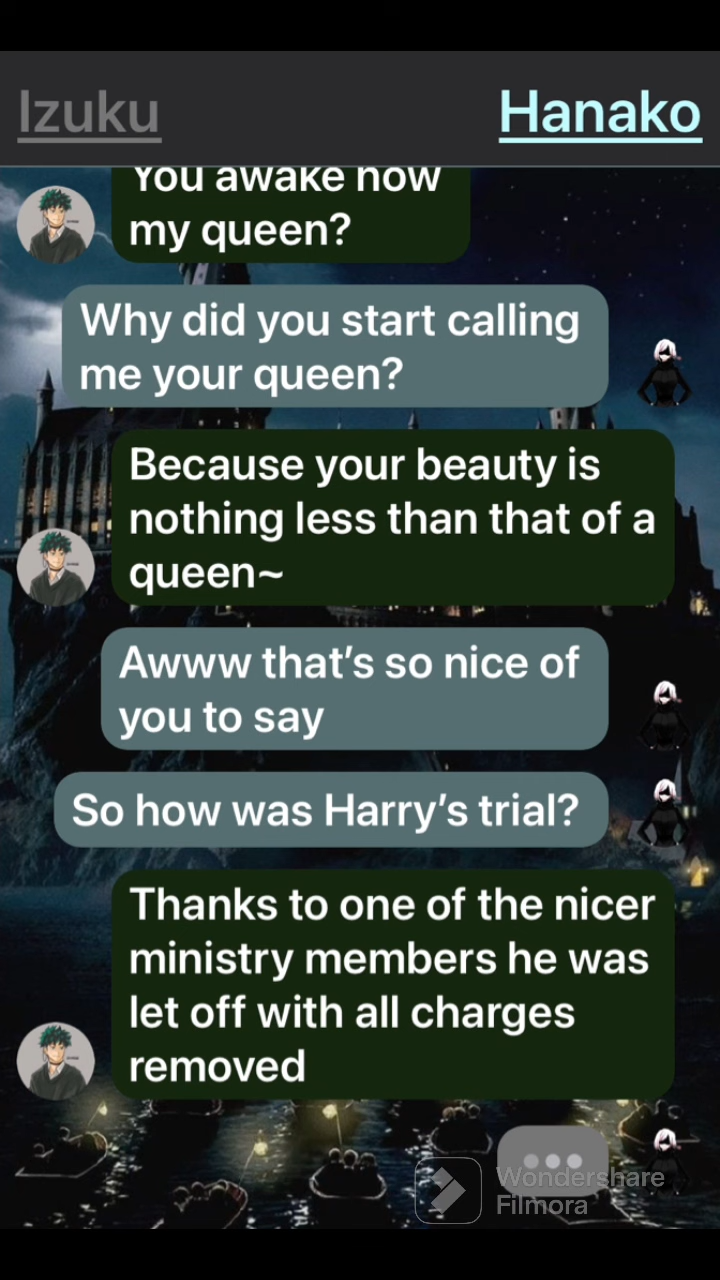 Izuku
Hanako
You awake now
my queen?
Why did you start calling
me your queen?
Because your beauty is
nothing less than that of a
queen~
Awww that's so nice of
you to say
So how was Harry's trial?
Thanks to one of the nicer
ministry members he was
let off with all charges
removed
Wondershare
Filmora